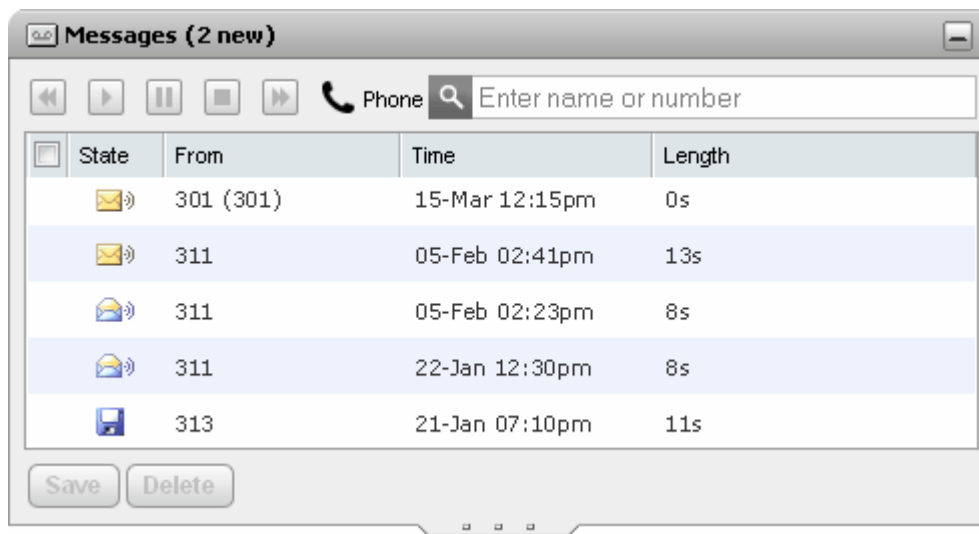 Messages (2 new)
Phone Enter name or number
State From Time Length
301 (301) 15-Mar 12:15pm 0s
311 05-Feb 02:41pm 13s
311 05-Feb 02:23pm 8s
311 22-Jan 12:30pm 8s
313 21-Jan 07:10pm 11s
Save Delete